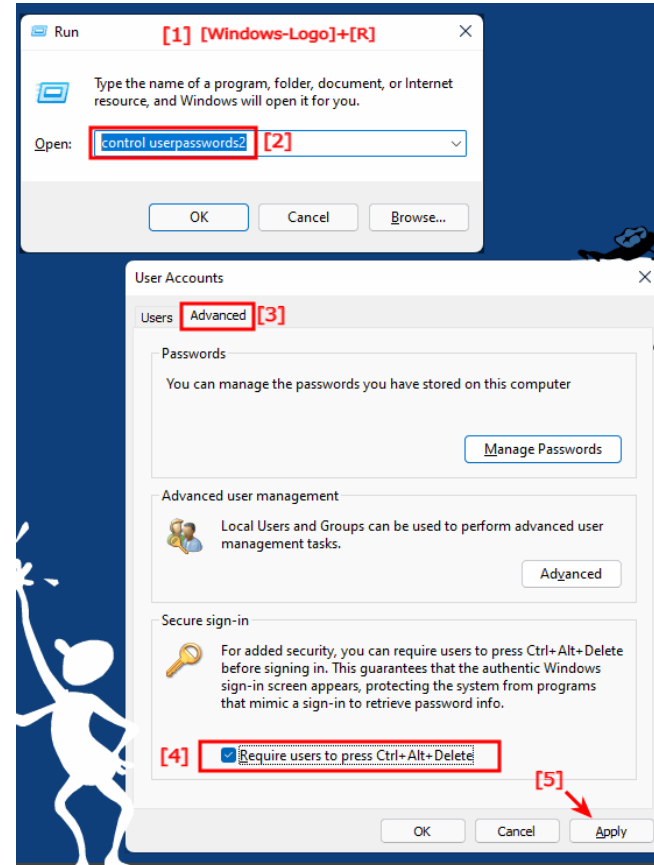 Run
[1] [Windows-Logo]+[R]
Type the name of a program, folder, document, or Internet
resource, and Windows will open it for you.
Open: control userpasswords2 [2]
OK Cancel Browse...
User Accounts
Users Advanced [3]
Passwords
You can manage the passwords you have stored on this computer
Manage Passwords
Advanced user management
Local Users and Groups can be used to perform advanced user
management tasks.
Advanced
Secure sign-in
For added security, you can require users to press Ctrl+Alt+Delete
before signing in. This guarantees that the authentic Windows
sign-in screen appears, protecting the system from programs
that mimic a sign-in to retrieve password info.
[4] Require users to press Ctrl+Alt+Delete
[5]
OK Cancel Apply